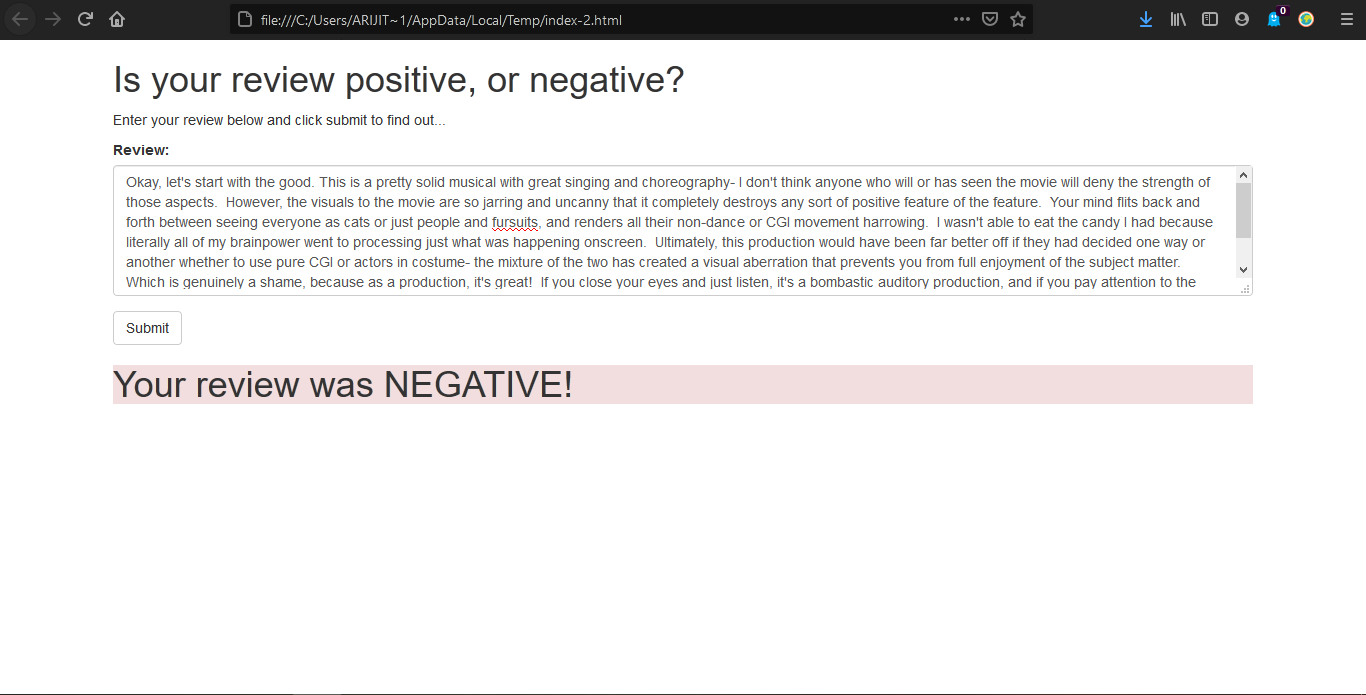 file:///C:/Users/ARIJIT~1/AppData/Local/Temp/index-2.html
0
Is your review positive, or negative?
Enter your review below and click submit to find out...
Review:
Okay, let's start with the good. This is a pretty solid musical with great singing and choreography- I don't think anyone who will or has seen the movie will deny the strength of
those aspects.  However, the visuals to the movie are so jarring and uncanny that it completely destroys any sort of positive feature of the feature.  Your mind flits back and
forth between seeing everyone as cats or just people and fursuits, and renders all their non-dance or CGI movement harrowing.  I wasn't able to eat the candy I had because
literally all of my brainpower went to processing just what was happening onscreen.  Ultimately, this production would have been far better off if they had decided one way or
another whether to use pure CGI or actors in costume- the mixture of the two has created a visual aberration that prevents you from full enjoyment of the subject matter.
Which is genuinely a shame, because as a production, it's great!  If you close your eyes and just listen, it's a bombastic auditory production, and if you pay attention to the
Submit
Your review was NEGATIVE!